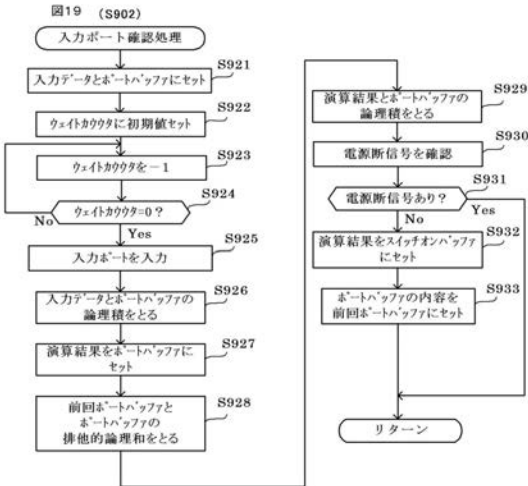 図19 (S902)
入力ポート確認処理
S921
入力データとポートバッファにセット
S922
ウェイトカウウタに初期値セット
S923
ウェイトカウウタを－1
S924
ウェイトカウウタ=0?
No
Yes
S925
入力ポートを入力
S926
入力データとポートバッファの
論理積をとる
S927
演算結果をポートバッファに
セット
S928
前回ポートバッファと
ポートバッファの
排他的論理和をとる
S929
演算結果とポートバッファの
論理積をとる
S930
電源断信号を確認
S931
電源断信号あり?
No
Yes
S932
演算結果をスイッチオンバッファ
にセット
S933
ポートバッファの内容を
前回ポートバッファにセット
リターン